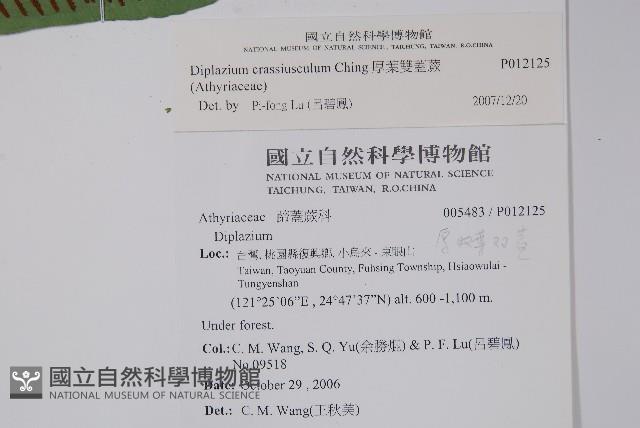 國立自然科學博物館
NATIONAL MUSEUM OF NATURAL SCIENCE, TAICHUNG, TAIWAN, R.O.CHINA
Diplazium crassiusculum Ching 厚葉雙蓋蕨 P012125
(Athyriaceae)
Det. by Pi-fong Lu (呂碧鳳) 2007/12/20
國立自然科學博物館
NATIONAL MUSEUM OF NATURAL SCIENCE
TAICHUNG, TAIWAN, R.O.CHINA
Athyriaceae 蹄蓋蕨科 005483 / P012125
Diplazium
Loc.: 台灣, 桃園縣復興鄉, 小烏來 - 東眼山
Taiwan, Taoyuan County, Fuhsing Township, Hsiaowulai -
Tungyenshan
(121°25´06"E , 24°47´37"N) alt. 600 -1,100 m.
Under forest.
Col.: C. M. Wang, S. Q. Yu(余勝焜) & P. F. Lu(呂碧鳳)
No.09518
Date: October 29 , 2006
Det.: C. M. Wang(王秋美)
國立自然科學博物館
NATIONAL MUSEUM OF NATURAL SCIENCE